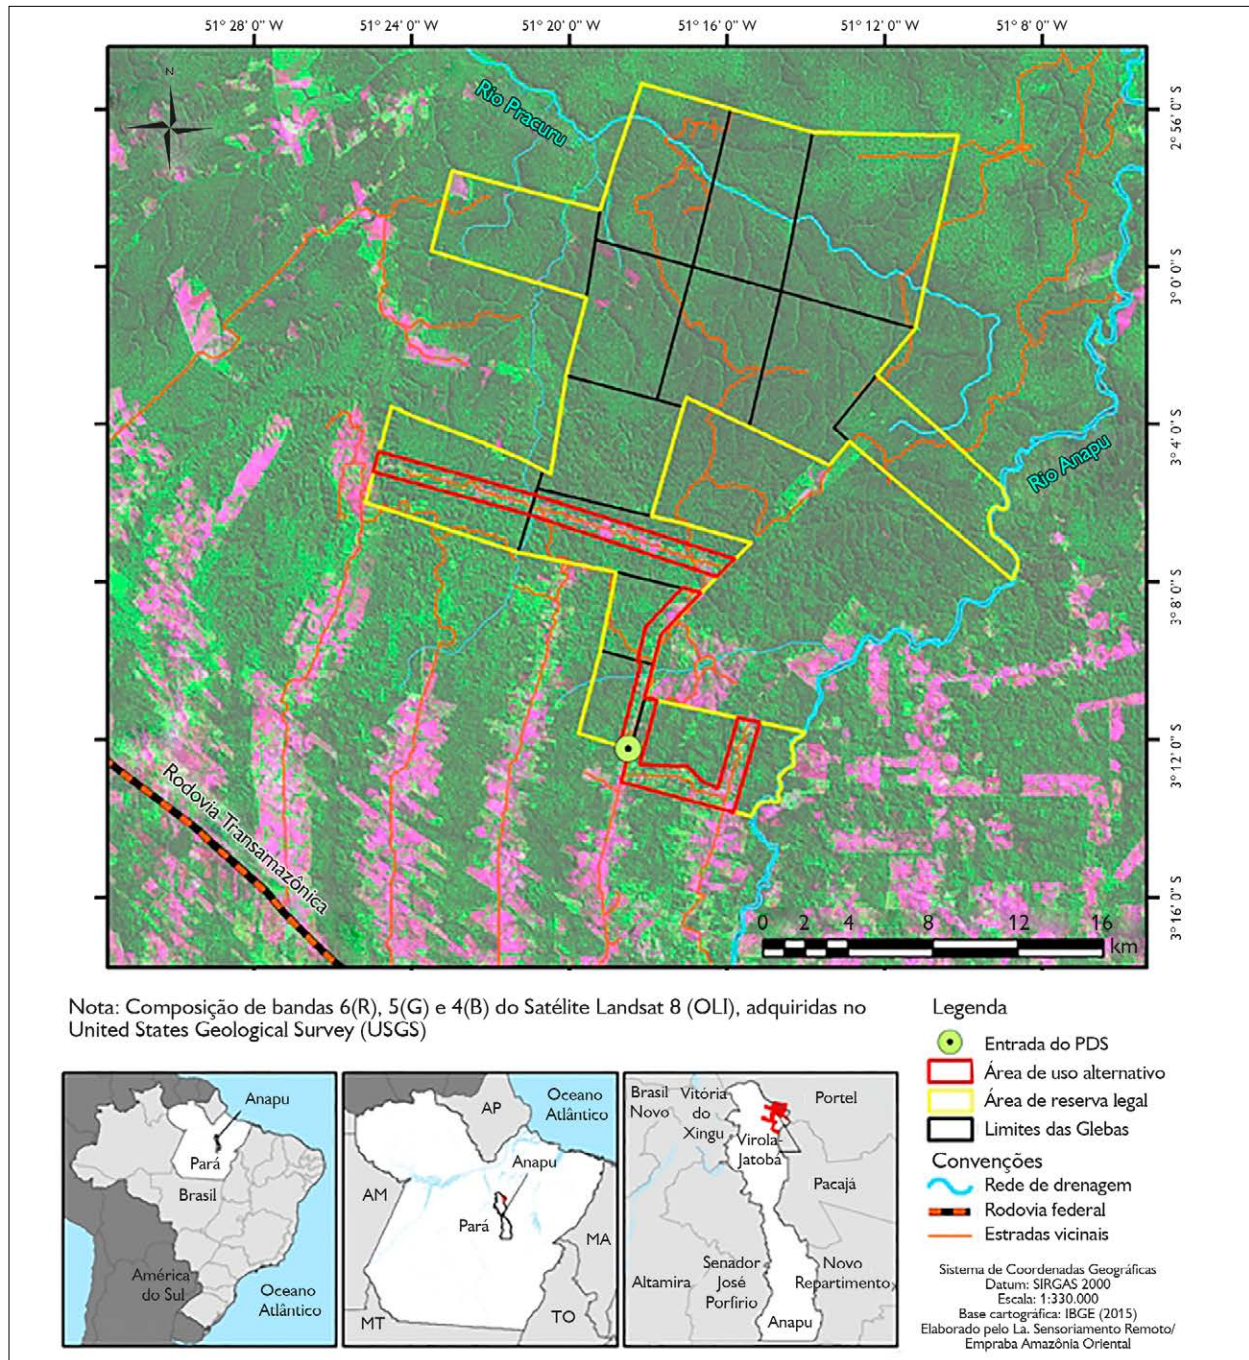 51° 28' 0'' W
51° 24' 0'' W
51° 20' 0'' W
51° 16' 0'' W
51° 12' 0'' W
51° 8' 0'' W
N
Rio Pracuru
2° 56' 0'' S
3° 0' 0'' S
3° 4' 0'' S
Rio Anapu
3° 8' 0'' S
3° 12' 0'' S
3° 16' 0'' S
Rodovia Transamazônica
0 2 4 8 12 16
km
Nota: Composição de bandas 6(R), 5(G) e 4(B) do Satélite Landsat 8 (OLI), adquiridas no
United States Geological Survey (USGS)
Legenda
Entrada do PDS
Área de uso alternativo
Área de reserva legal
Limites das Glebas
Convenções
Rede de drenagem
Rodovia federal
Estradas vicinais
Sistema de Coordenadas Geográficas
Datum: SIRGAS 2000
Escala: 1:330.000
Base cartográfica: IBGE (2015)
Elaborado pelo La. Sensoriamento Remoto/
Empraba Amazônia Oriental
Anapu
Pará
Brasil
América
do Sul
Oceano
Atlântico
AP
Oceano
Atlântico
Anapu
AM
Pará
MA
TO
MT
Brasil
Novo
Vitória
do
Xingu
Portel
Virola-
Jatobá
Pacajá
Altamira
Senador
José
Porfirio
Novo
Repartimento
Anapu